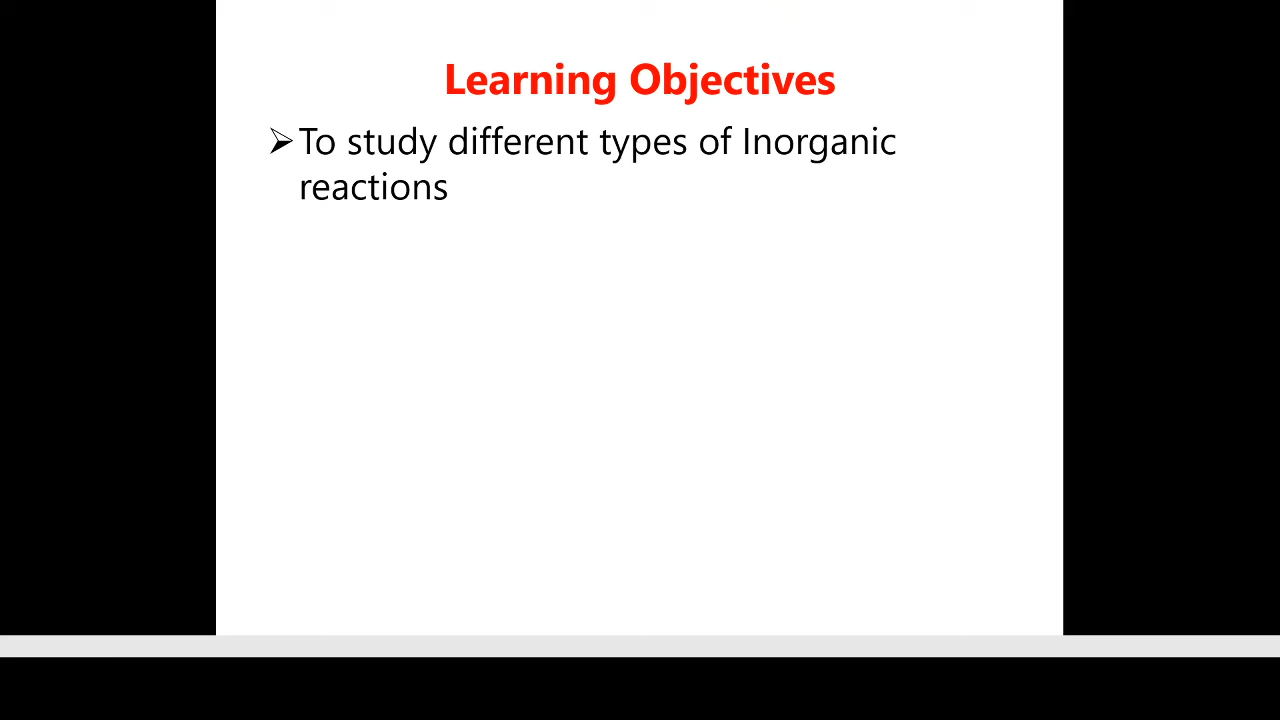 Learning Objectives
➢To study different types of Inorganic
reactions